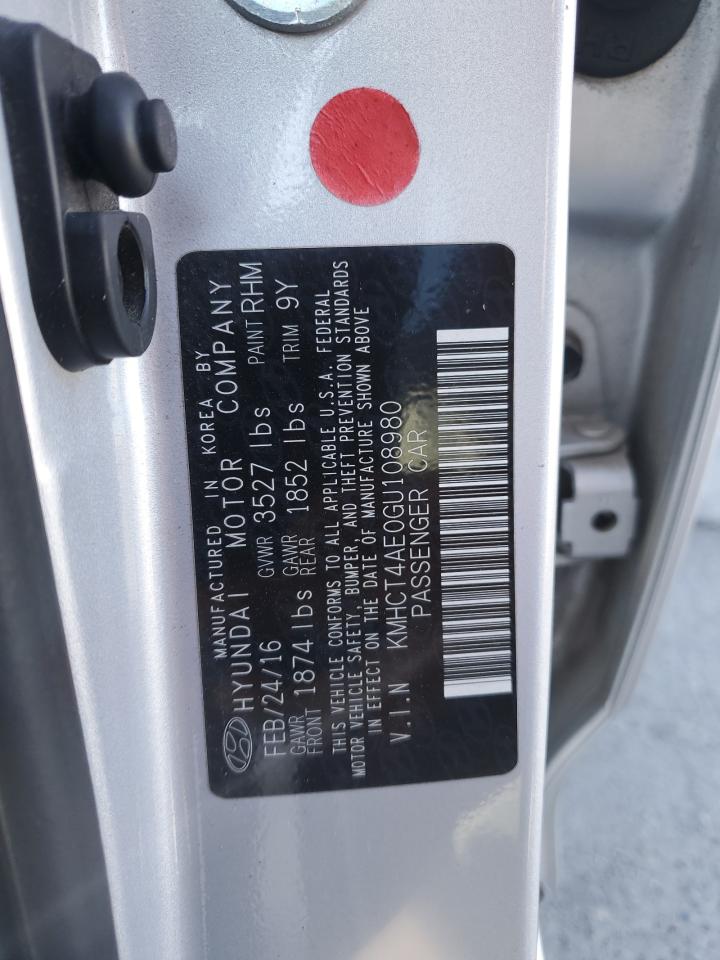 MANUFACTURED IN KOREA BY
HYUNDAI MOTOR COMPANY
FEB/24/16 GVWR 3527 lbs PAINT RHM
GAWR FRONT 1874 lbs GAWR REAR 1852 lbs TRIM 9Y
THIS VEHICLE CONFORMS TO ALL APPLICABLE U.S.A. FEDERAL
MOTOR VEHICLE SAFETY, BUMPER, AND THEFT PREVENTION STANDARDS
IN EFFECT ON THE DATE OF MANUFACTURE SHOWN ABOVE
V.I.N KMHCT4AE0GU108980
PASSENGER CAR